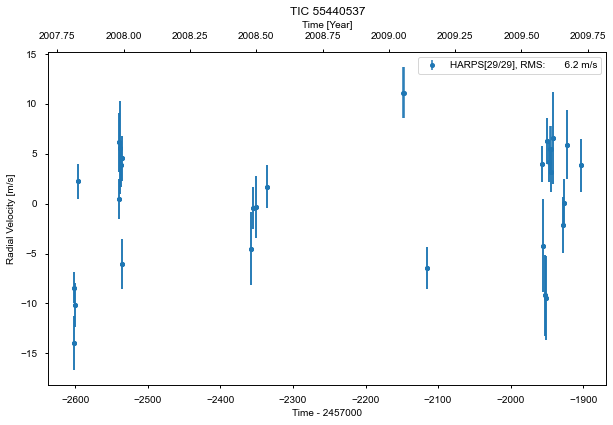 TIC 55440537
Time [Year]
2007.75 2008.00 2008.25 2008.50 2008.75 2009.00 2009.25 2009.50 2009.75
HARPS[29/29], RMS: 6.2 m/s
15
10
5
0
−5
−10
−15
Radial Velocity [m/s]
−2600 −2500 −2400 −2300 −2200 −2100 −2000 −1900
Time - 2457000